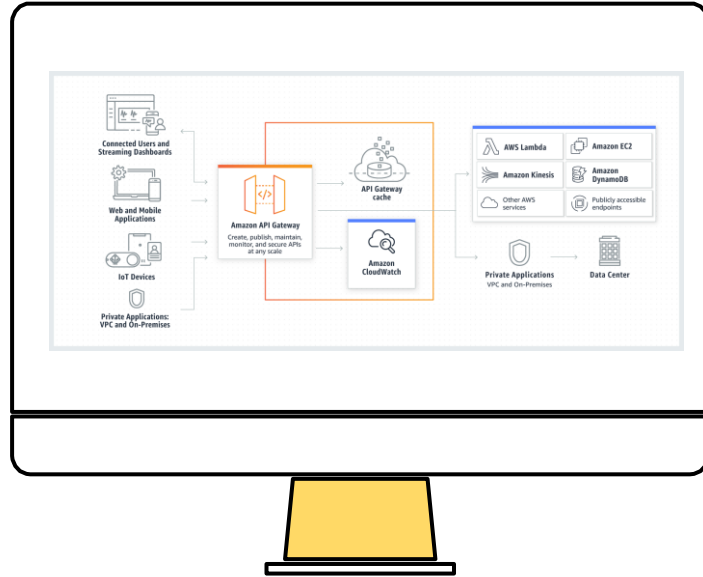 Connected Users and
Streaming Dashboards
Web and Mobile
Applications
IoT Devices
Private Applications:
VPC and On-Premises
</>
Amazon API Gateway
Create, publish, maintain,
monitor, and secure APIs
at any scale
API Gateway
cache
Amazon
CloudWatch
AWS Lambda
Amazon EC2
Amazon Kinesis
Amazon
DynamoDB
Other AWS
services
Publicly accessible
endpoints
Private Applications
VPC and On-Premises
Data Center